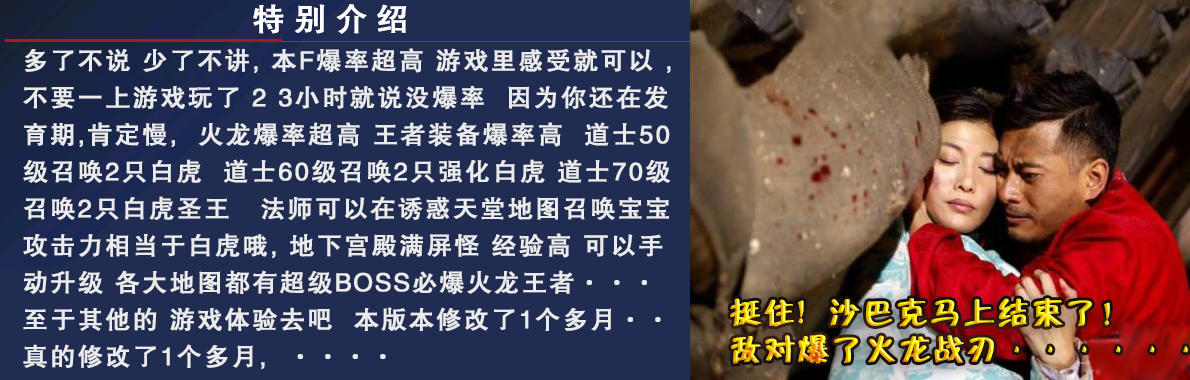 特别介绍
多了不说 少了不讲, 本F爆率超高 游戏里感受就可以 ,
不要一上游戏玩了 2 3小时就说没爆率 因为你还在发
育期,肯定慢, 火龙爆率超高 王者装备爆率高 道士50
级召唤2只白虎 道士60级召唤2只强化白虎 道士70级
召唤2只白虎圣王 法师可以在诱惑天堂地图召唤宝宝
攻击力相当于白虎哦, 地下宫殿满屏怪 经验高 可以手
动升级 各大地图都有超级BOSS必爆火龙王者···
至于其他的 游戏体验去吧 本版本修改了1个多月··
真的修改了1个多月, ····
挺住! 沙巴克马上结束了!
敌对爆了火龙战刃······